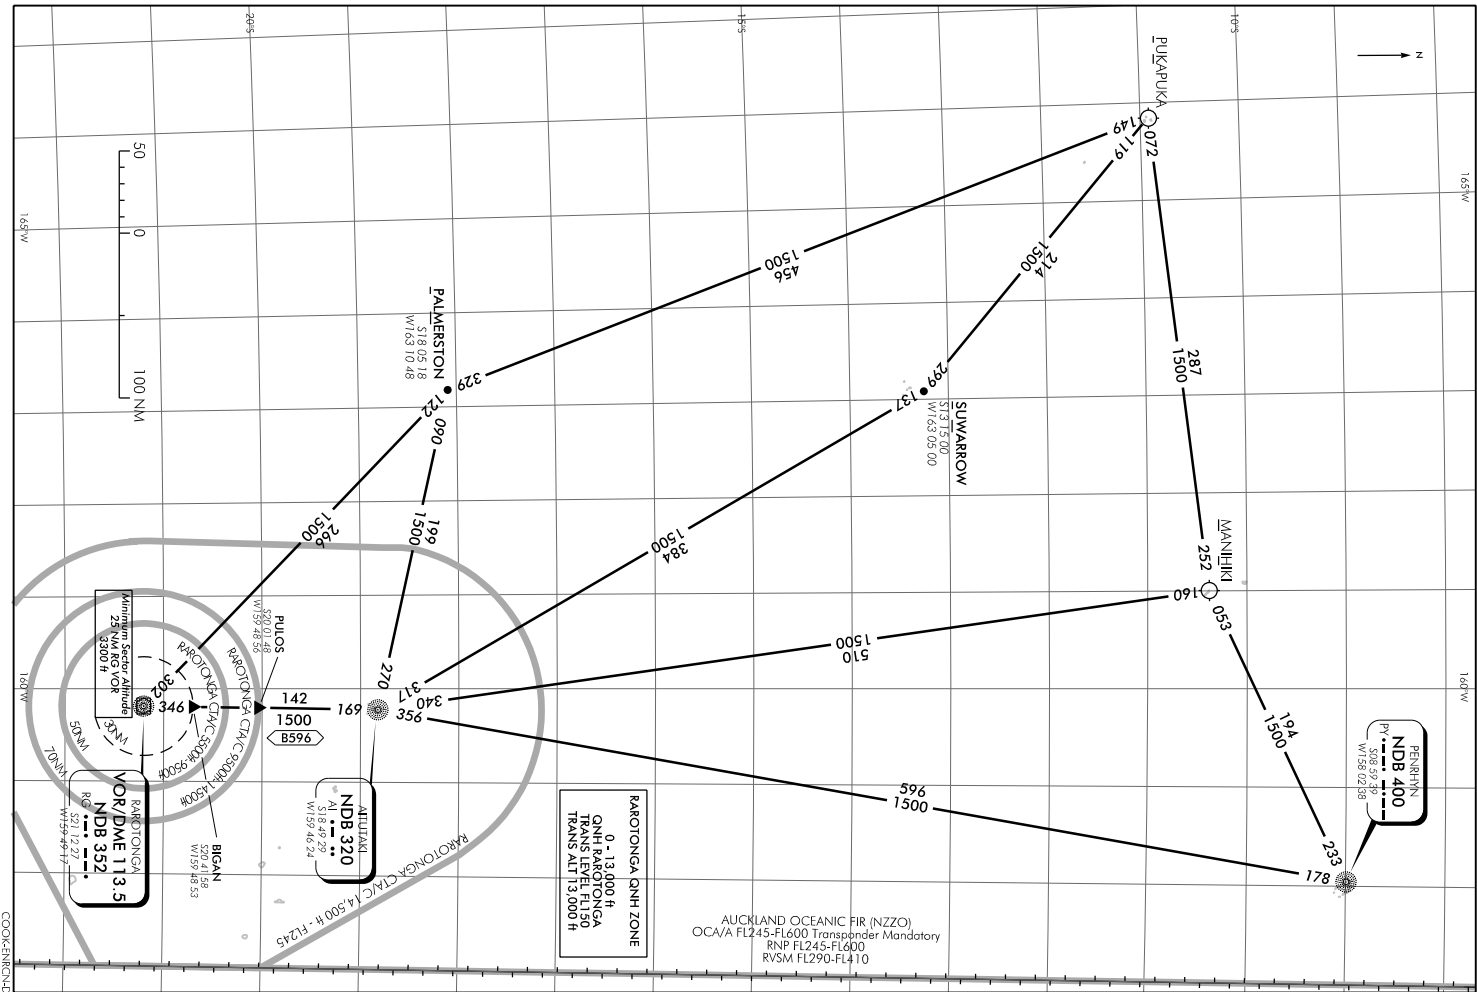 20°S
15°S
10°S
N
PUKAPUKA
149
119
072
165°W
165°W
50
0
100 NM
1500
456
1500
214
287
1500
PALMERSTON
S18 05 18
W163 10 48
329
122
090
SUWARROW
S13 15 00
W163 05 00
299
137
1500
266
199
1500
1500
384
MANIHIKI
252
160
053
1500
510
194
1500
160°W
160°W
Minimum Sector Altitude
25 NM RG VOR
3300 ft
PULOS
S20 01 48
W159 48 56
302
346
142
1500
B596
169
270
317
340
356
RAROTONGA CTA/C 5500ft-9500ft
RAROTONGA CTA/C 9500ft-14500ft
30NM
50NM
70NM
RAROTONGA
VOR/DME 113.5
NDB 352
RG
S21 12 27
W159 49 17
BIGAN
S20 41 58
W159 48 53
AITUTAKI
NDB 320
AI
S18 49 29
W159 46 24
RAROTONGA CTA/C 14,500 ft - FL245
596
1500
RAROTONGA QNH ZONE
0 - 13,000 ft
QNH RAROTONGA
TRANS LEVEL FL150
TRANS ALT 13,000 ft
PENRHYN
NDB 400
PY
S08 59 39
W158 02 38
233
178
AUCKLAND OCEANIC FIR (NZZO)
OCA/A FL245-FL600 Transponder Mandatory
RNP FL245-FL600
RVSM FL290-FL410